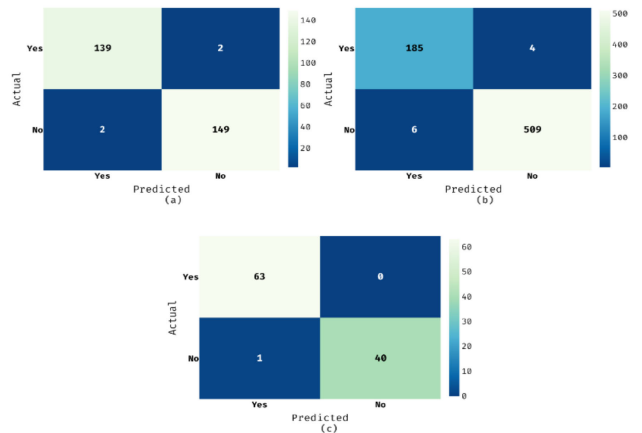 Yes 139 2
No 2 149
Yes No
Actual
Predicted
(a)
140
120
100
80
60
40
20
Yes 185 4
No 6 509
Yes No
Actual
Predicted
(b)
500
400
300
200
100
Yes 63 0
No 1 40
Yes No
Actual
Predicted
(c)
60
50
40
30
20
10
0